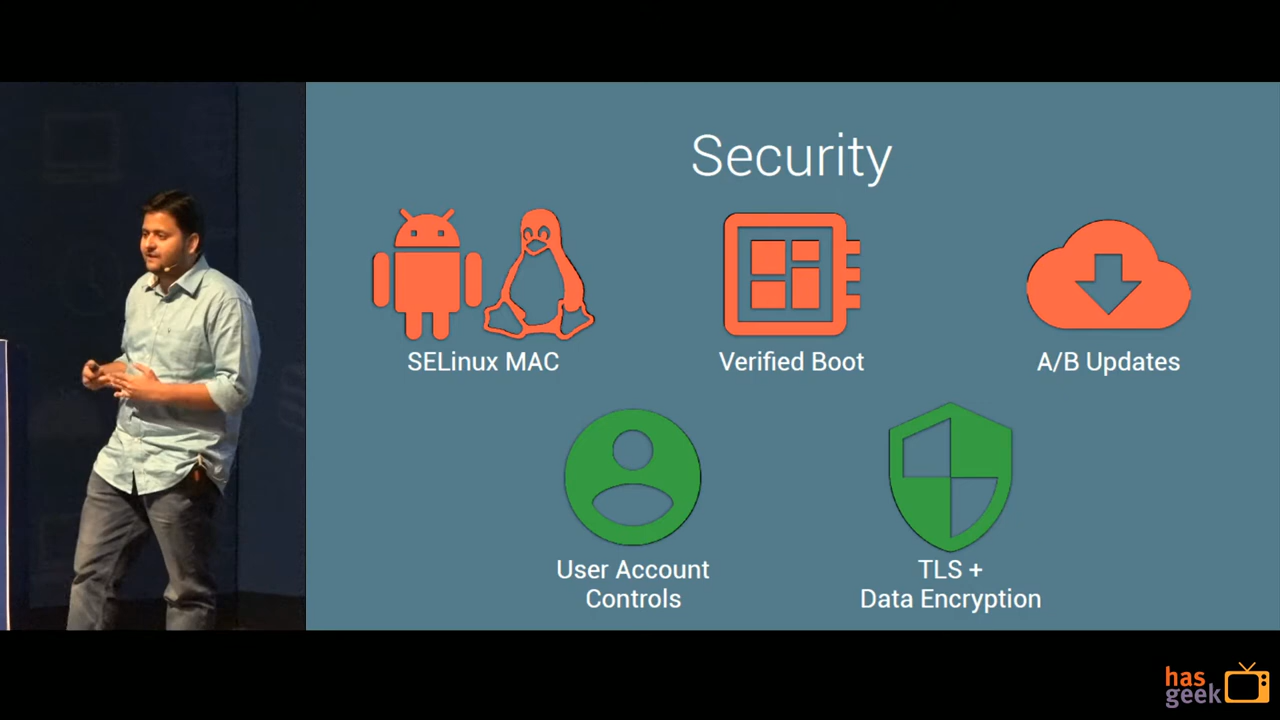 Security
SELinux MAC
Verified Boot
A/B Updates
User Account
Controls
TLS +
Data Encryption
has
geek